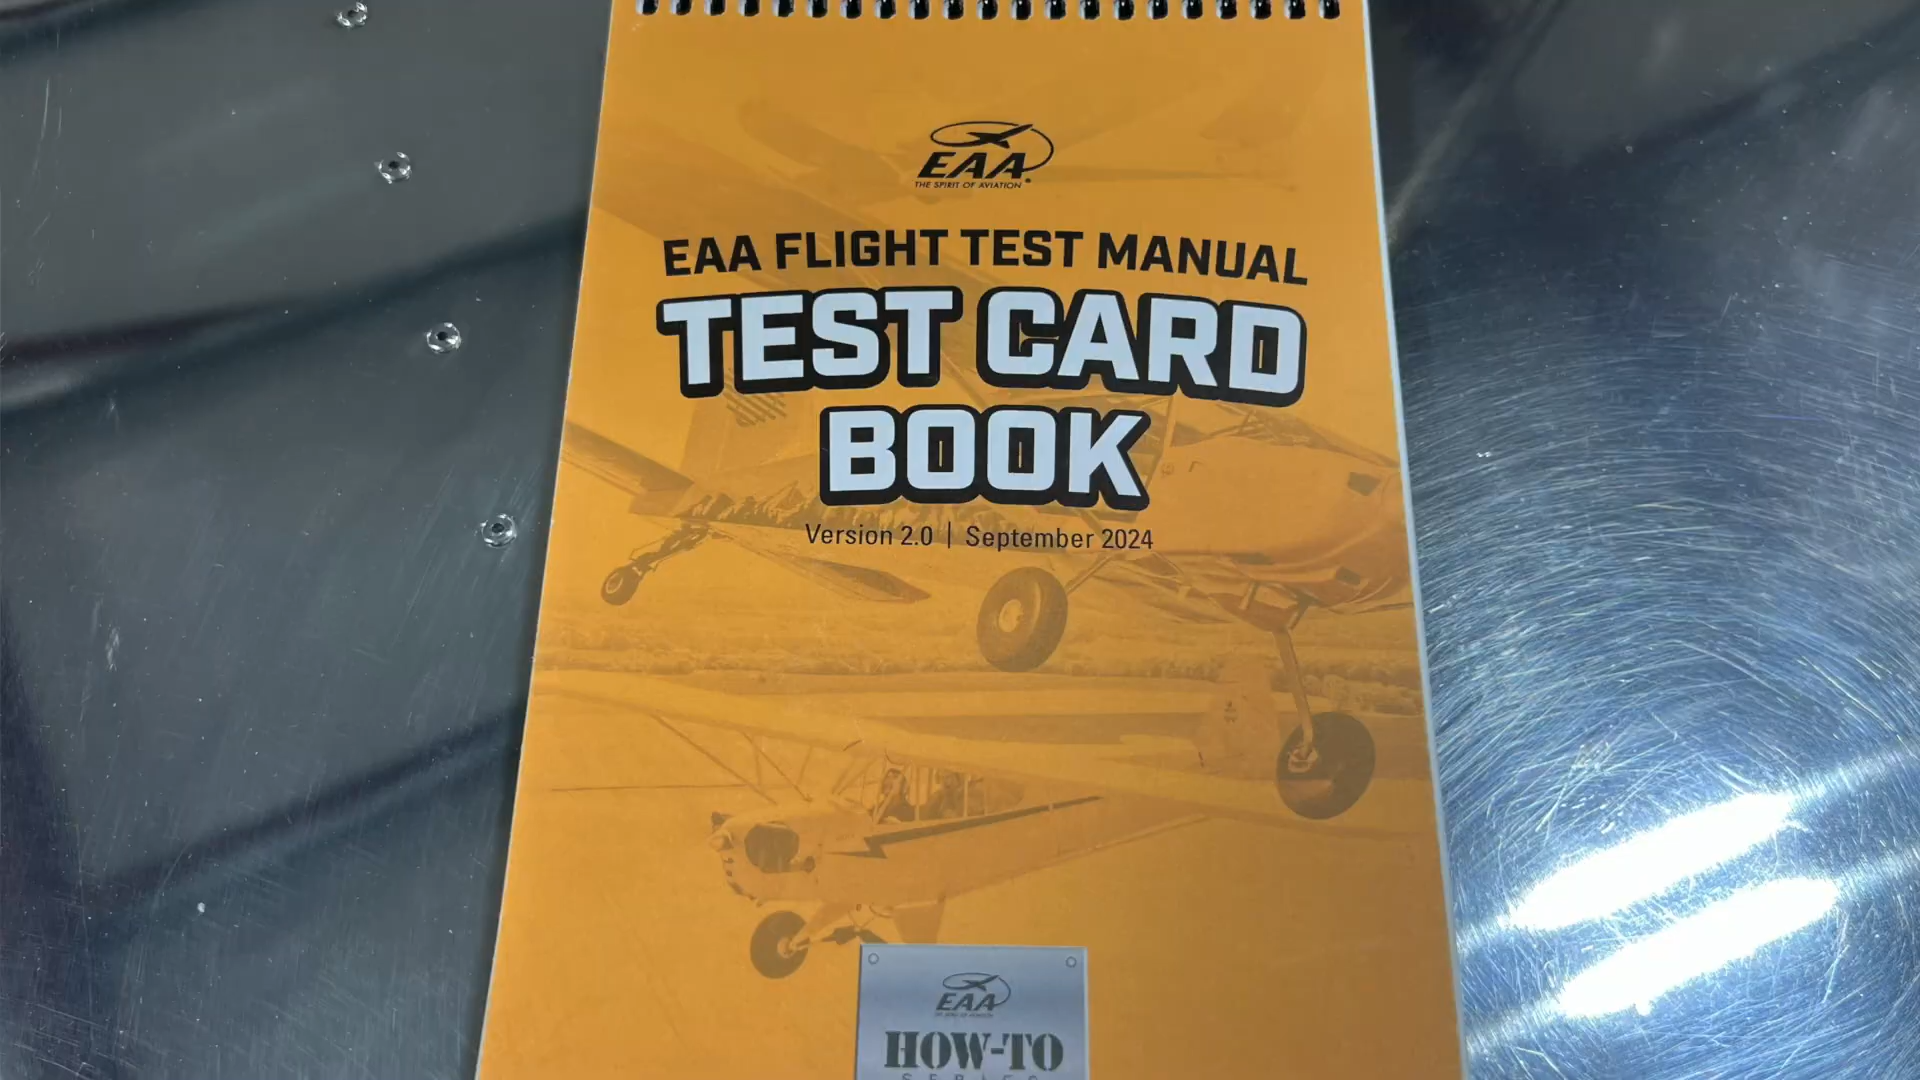 EAA
THE SPIRIT OF AVIATION
EAA FLIGHT TEST MANUAL
TEST CARD
BOOK
Version 2.0 | September 2024
EAA
HOW-TO
SERIES